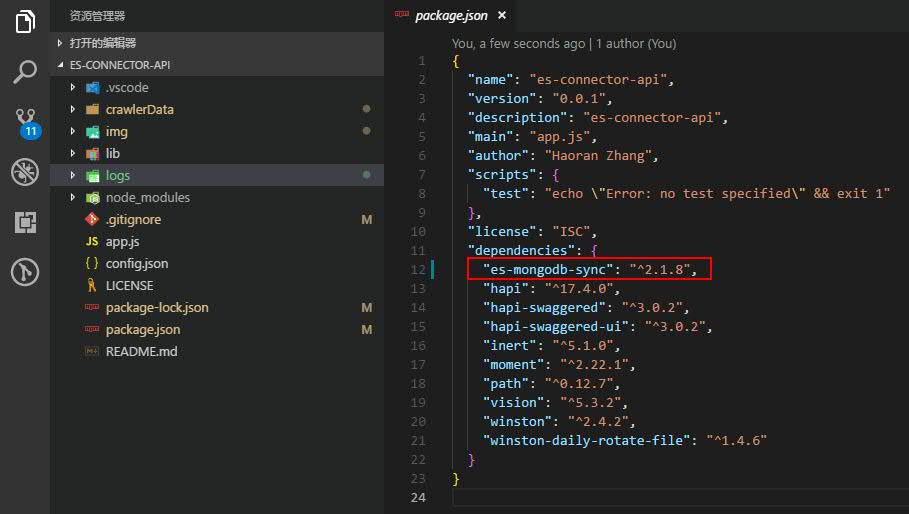 资源管理器
打开的编辑器
ES-CONNECTOR-API
.vscode
crawlerData
img
lib
logs
node_modules
.gitignore M
JS app.js
{ } config.json
LICENSE
package-lock.json M
package.json M
README.md
11
package.json ×
You, a few seconds ago | 1 author (You)
1 {
2 "name": "es-connector-api",
3 "version": "0.0.1",
4 "description": "es-connector-api",
5 "main": "app.js",
6 "author": "Haoran Zhang",
7 "scripts": {
8 "test": "echo \"Error: no test specified\" && exit 1"
9 },
10 "license": "ISC",
11 "dependencies": {
12 "es-mongodb-sync": "^2.1.8",
13 "hapi": "^17.4.0",
14 "hapi-swaggered": "^3.0.2",
15 "hapi-swaggered-ui": "^3.0.2",
16 "inert": "^5.1.0",
17 "moment": "^2.22.1",
18 "path": "^0.12.7",
19 "vision": "^5.3.2",
20 "winston": "^2.4.2",
21 "winston-daily-rotate-file": "^1.4.6"
22 }
23 }
24